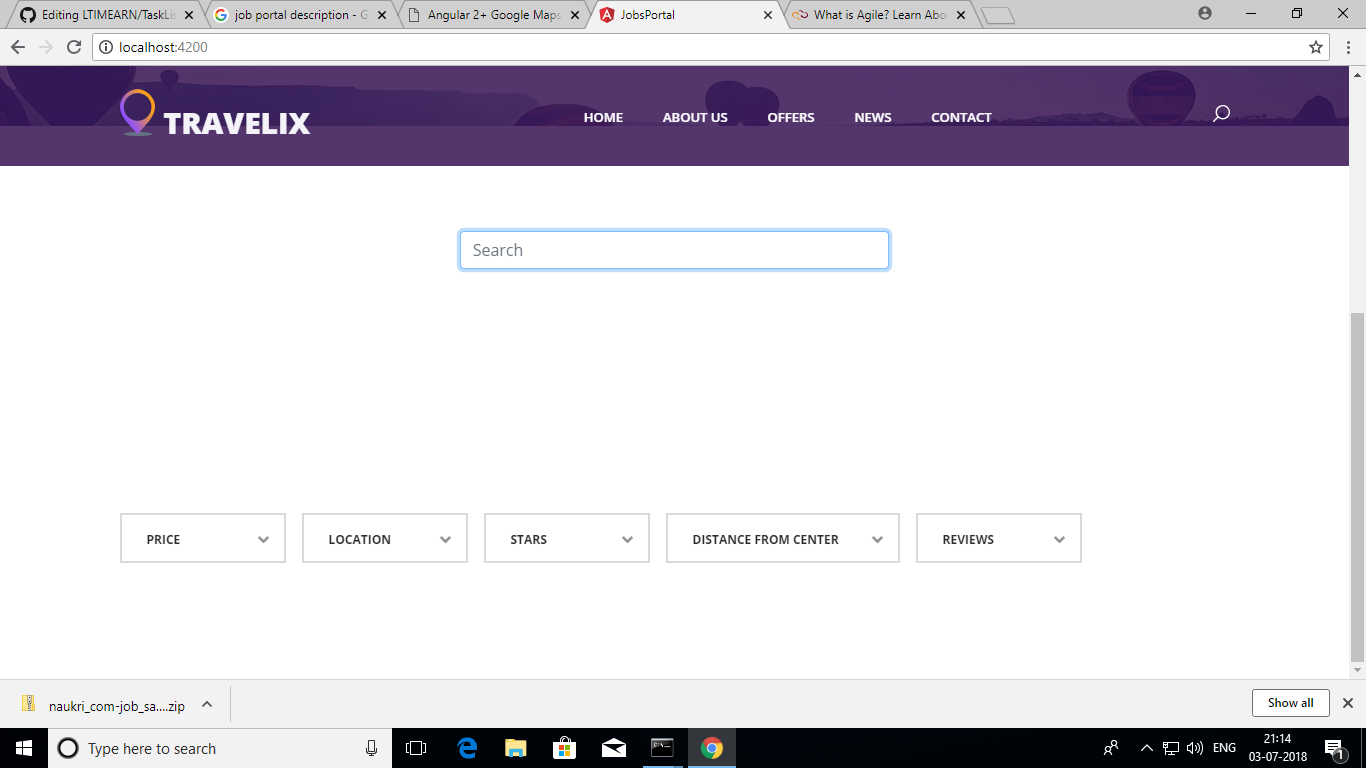 Editing LTIMEARN/TaskLis
job portal description - G
Angular 2+ Google Maps
JobsPortal
What is Agile? Learn Abo
localhost:4200
TRAVELIX
HOME
ABOUT US
OFFERS
NEWS
CONTACT
Search
PRICE
LOCATION
STARS
DISTANCE FROM CENTER
REVIEWS
naukri_com-job_sa....zip
Show all
Type here to search
ENG
21:14
03-07-2018
1